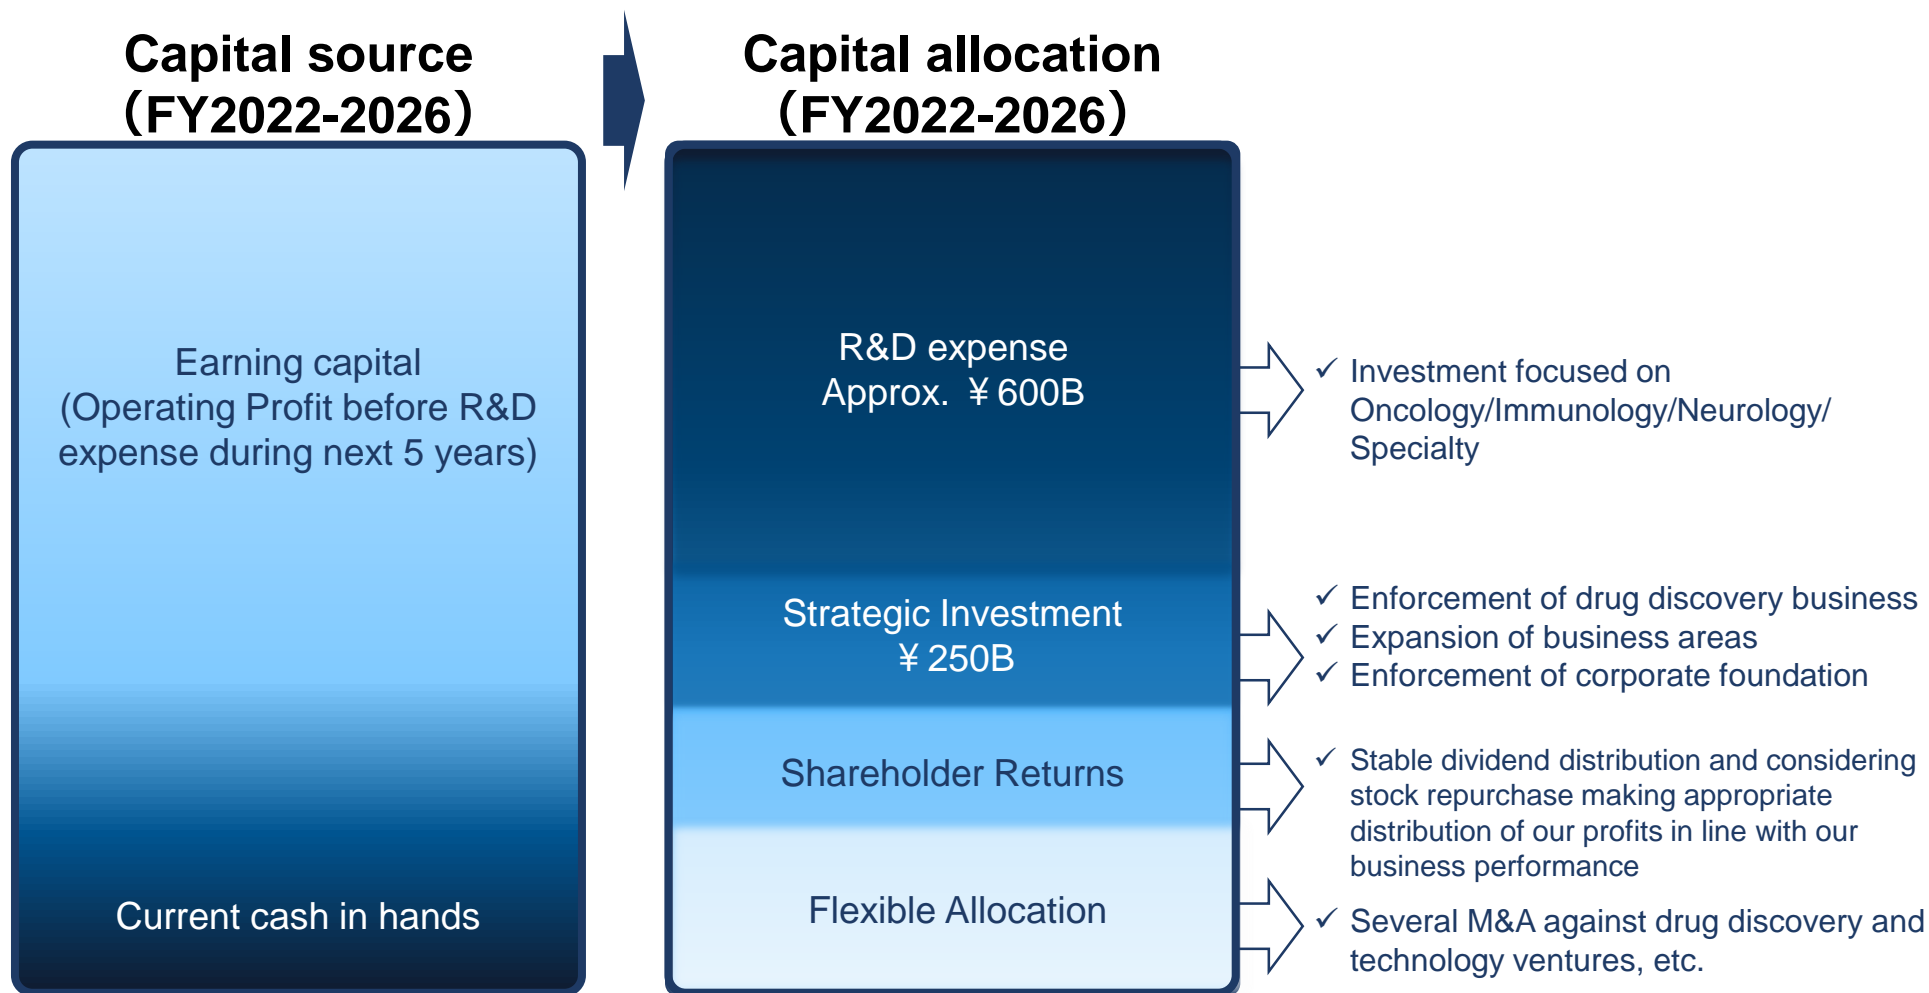 Capital source
（FY2022-2026）
Capital allocation
（FY2022-2026）
Earning capital
(Operating Profit before R&D
expense during next 5 years)
Current cash in hands
R&D expense
Approx. ¥ 600B
✓ Investment focused on
Oncology/Immunology/Neurology/
Specialty
Strategic Investment
¥ 250B
✓ Enforcement of drug discovery business
✓ Expansion of business areas
✓ Enforcement of corporate foundation
Shareholder Returns
✓ Stable dividend distribution and considering
stock repurchase making appropriate
distribution of our profits in line with our
business performance
Flexible Allocation
✓ Several M&A against drug discovery and
technology ventures, etc.